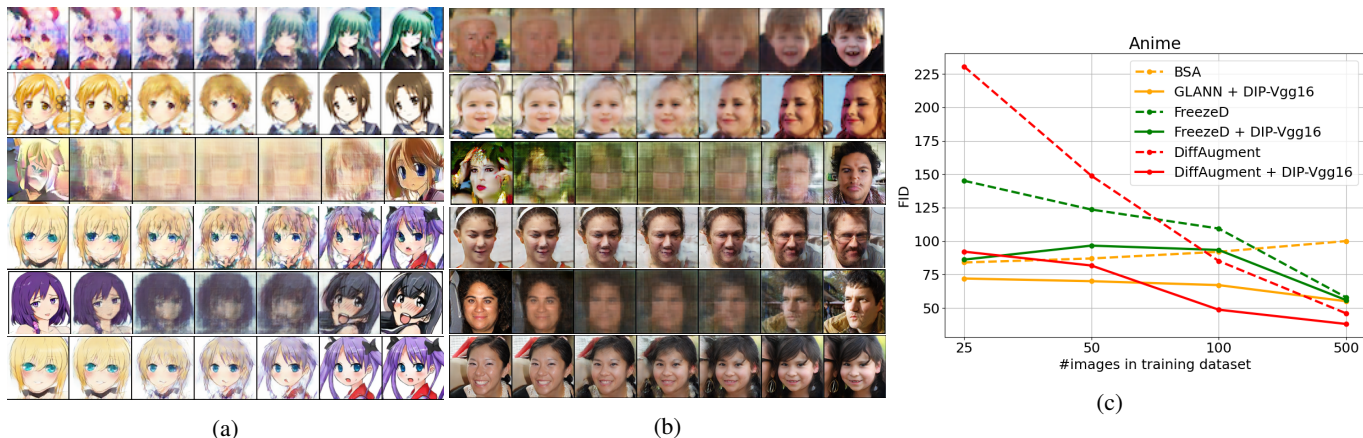 Anime
225
200
175
150
125
100
75
50
FID
BSA
GLANN + DIP-Vgg16
FreezeD
FreezeD + DIP-Vgg16
DiffAugment
DiffAugment + DIP-Vgg16
25
50
100
500
#images in training dataset
(a)
(b)
(c)